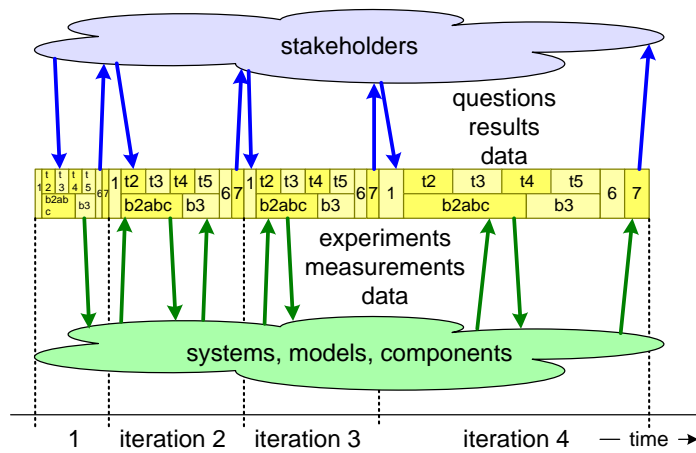 stakeholders
questions
results
data
1 t2 t3 t4 t5 6 7 1 t2 t3 t4 t5 6 7 1 t2 t3 t4 t5 6 7 1 t2 t3 t4 t5 6 7
b2abc b3 b2abc b3 b2abc b3 b2abc b3
experiments
measurements
data
systems, models, components
1 iteration 2 iteration 3 iteration 4 time